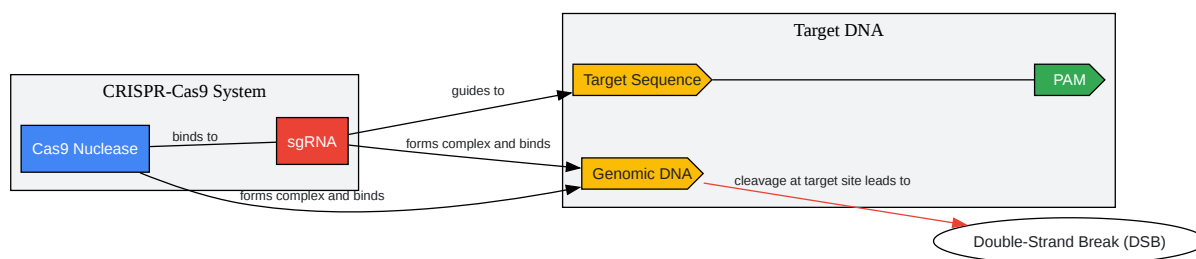 Target DNA
CRISPR-Cas9 System
Target Sequence
PAM
guides to
Cas9 Nuclease
binds to
sgRNA
forms complex and binds
Genomic DNA
cleavage at target site leads to
forms complex and binds
Double-Strand Break (DSB)